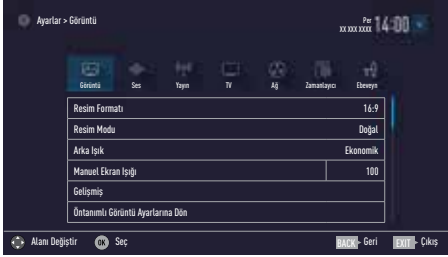 Ayarlar > Görüntü
Per
xx xxx xxxx
14:00
Görüntü Ses Yayın TV Ağ Zamanlayıcı Ebeveyn
Resim Formatı 16:9
Resim Modu Doğal
Arka Işık Ekonomik
Manuel Ekran Işığı 100
Gelişmiş
Öntanımlı Görüntü Ayarlarına Dön
Alanı Değiştir OK Seç BACK Geri EXIT Çıkış